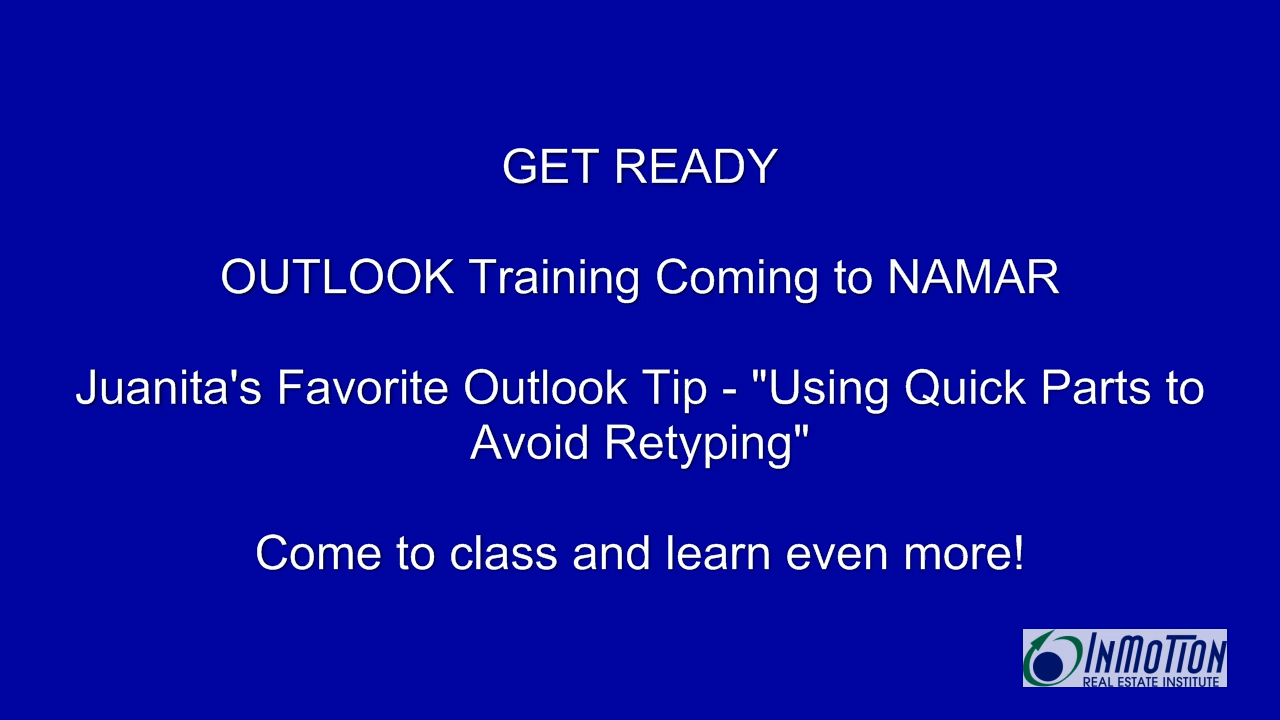 GET READY
OUTLOOK Training Coming to NAMAR
Juanita's Favorite Outlook Tip - "Using Quick Parts to
Avoid Retyping"
Come to class and learn even more!
INMOTION
REAL ESTATE INSTITUTE